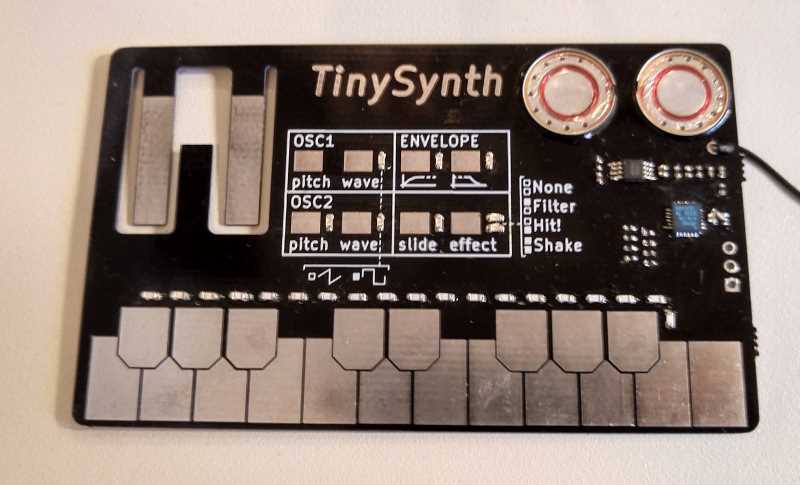 TinySynth
OSC1
ENVELOPE
pitch wave
None
Filter
OSC2
Hit!
pitch wave
slide effect
Shake